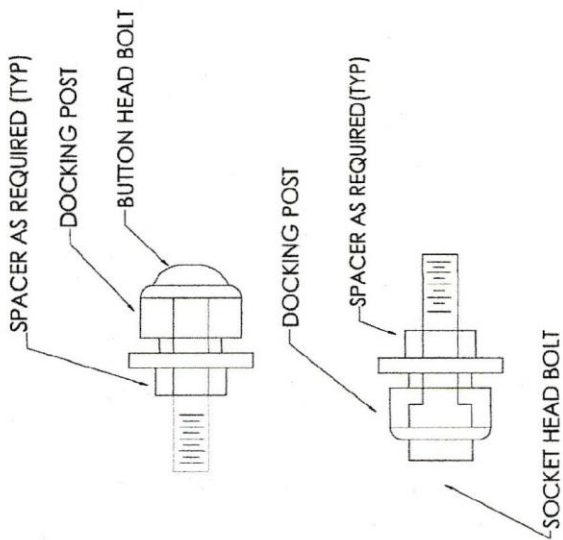 SPACER AS REQUIRED (TYP)
DOCKING POST
BUTTON HEAD BOLT
DOCKING POST
SPACER AS REQUIRED(TYP)
SOCKET HEAD BOLT